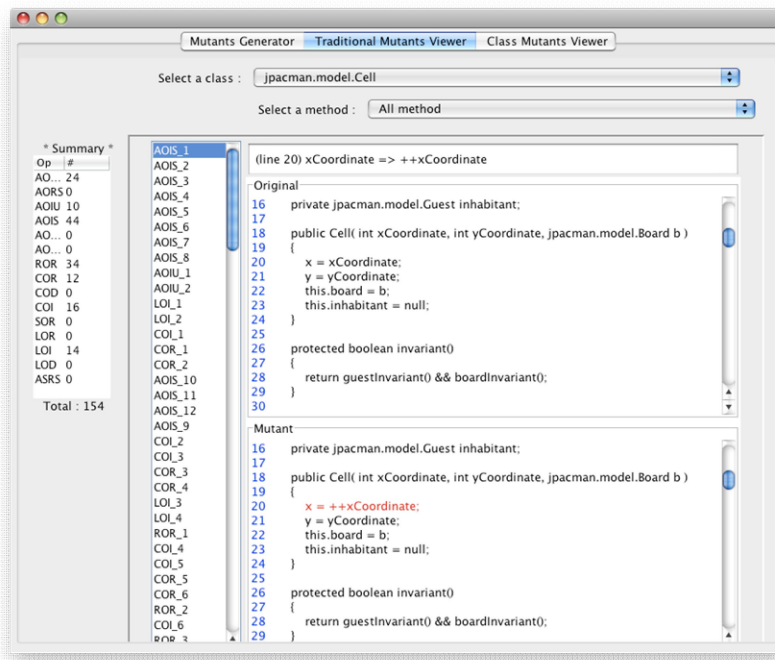 Mutants Generator Traditional Mutants Viewer Class Mutants Viewer
Select a class : jpacman.model.Cell
Select a method : All method
* Summary *
Op #
AO... 24
AORS 0
AOIU 10
AOIS 44
AO... 0
AO... 0
ROR 34
COR 12
COD 0
COI 16
SOR 0
LOR 0
LOI 14
LOD 0
ASRS 0
Total : 154
AOIS_1
AOIS_2
AOIS_3
AOIS_4
AOIS_5
AOIS_6
AOIS_7
AOIS_8
AOIU_1
AOIU_2
LOI_1
LOI_2
COI_1
COR_1
COR_2
AOIS_10
AOIS_11
AOIS_12
AOIS_9
COI_2
COI_3
COR_3
COR_4
LOI_3
LOI_4
ROR_1
COI_4
COI_5
COR_5
COR_6
ROR_2
COI_6
ROR_3
(line 20) xCoordinate => ++xCoordinate
Original
16 private jpacman.model.Guest inhabitant;
17
18 public Cell( int xCoordinate, int yCoordinate, jpacman.model.Board b )
19 {
20 x = xCoordinate;
21 y = yCoordinate;
22 this.board = b;
23 this.inhabitant = null;
24 }
25
26 protected boolean invariant()
27 {
28 return guestInvariant() && boardInvariant();
29 }
30
Mutant
16 private jpacman.model.Guest inhabitant;
17
18 public Cell( int xCoordinate, int yCoordinate, jpacman.model.Board b )
19 {
20 x = ++xCoordinate;
21 y = yCoordinate;
22 this.board = b;
23 this.inhabitant = null;
24 }
25
26 protected boolean invariant()
27 {
28 return guestInvariant() && boardInvariant();
29 }